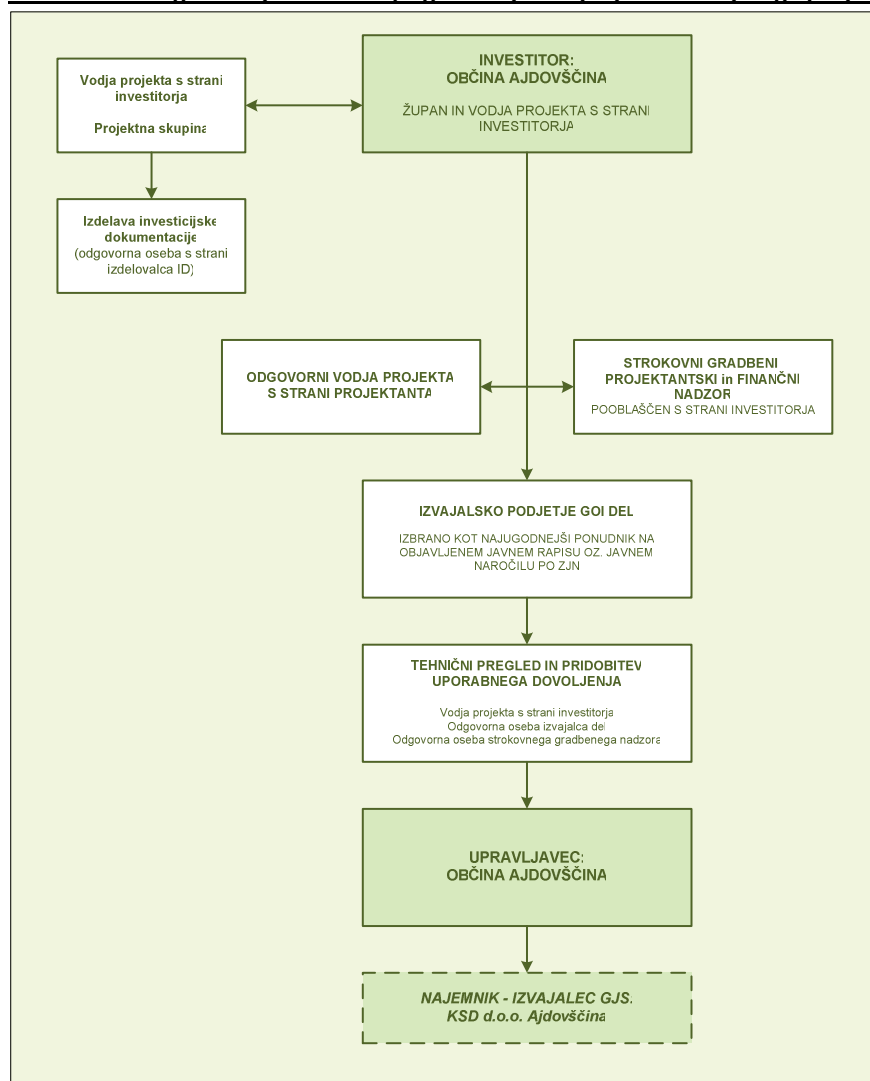 INVESTITOR:
OBČINA AJDOVŠČINA
ŽUPAN IN VODJA PROJEKTA S STRANI
INVESTITORJA
Vodja projekta s strani
investitorja
Projektna skupina
Izdelava investicijske
dokumentacije
(odgovorna oseba s strani
izdelovalca ID)
ODGOVORNI VODJA PROJEKTA
S STRANI PROJEKTANTA
STROKOVNI GRADBENI
PROJEKTANTSKI in FINANČNI
NADZOR
POOBLAŠČEN S STRANI INVESTITORJA
IZVAJALSKO PODJETJE GOI DEL
IZBRANO KOT NAJUGODNEJŠI PONUDNIK NA
OBJAVLJENEM JAVNEM RAPISU OZ. JAVNEM
NAROČILU PO ZJN
TEHNIČNI PREGLED IN PRIDOBITEV
UPORABNEGA DOVOLJENJA
Vodja projekta s strani investitorja
Odgovorna oseba izvajalca del
Odgovorna oseba strokovnega gradbenega nadzora
UPRAVLJAVEC:
OBČINA AJDOVŠČINA
NAJEMNIK - IZVAJALEC GJS:
KSD d.o.o. Ajdovščina